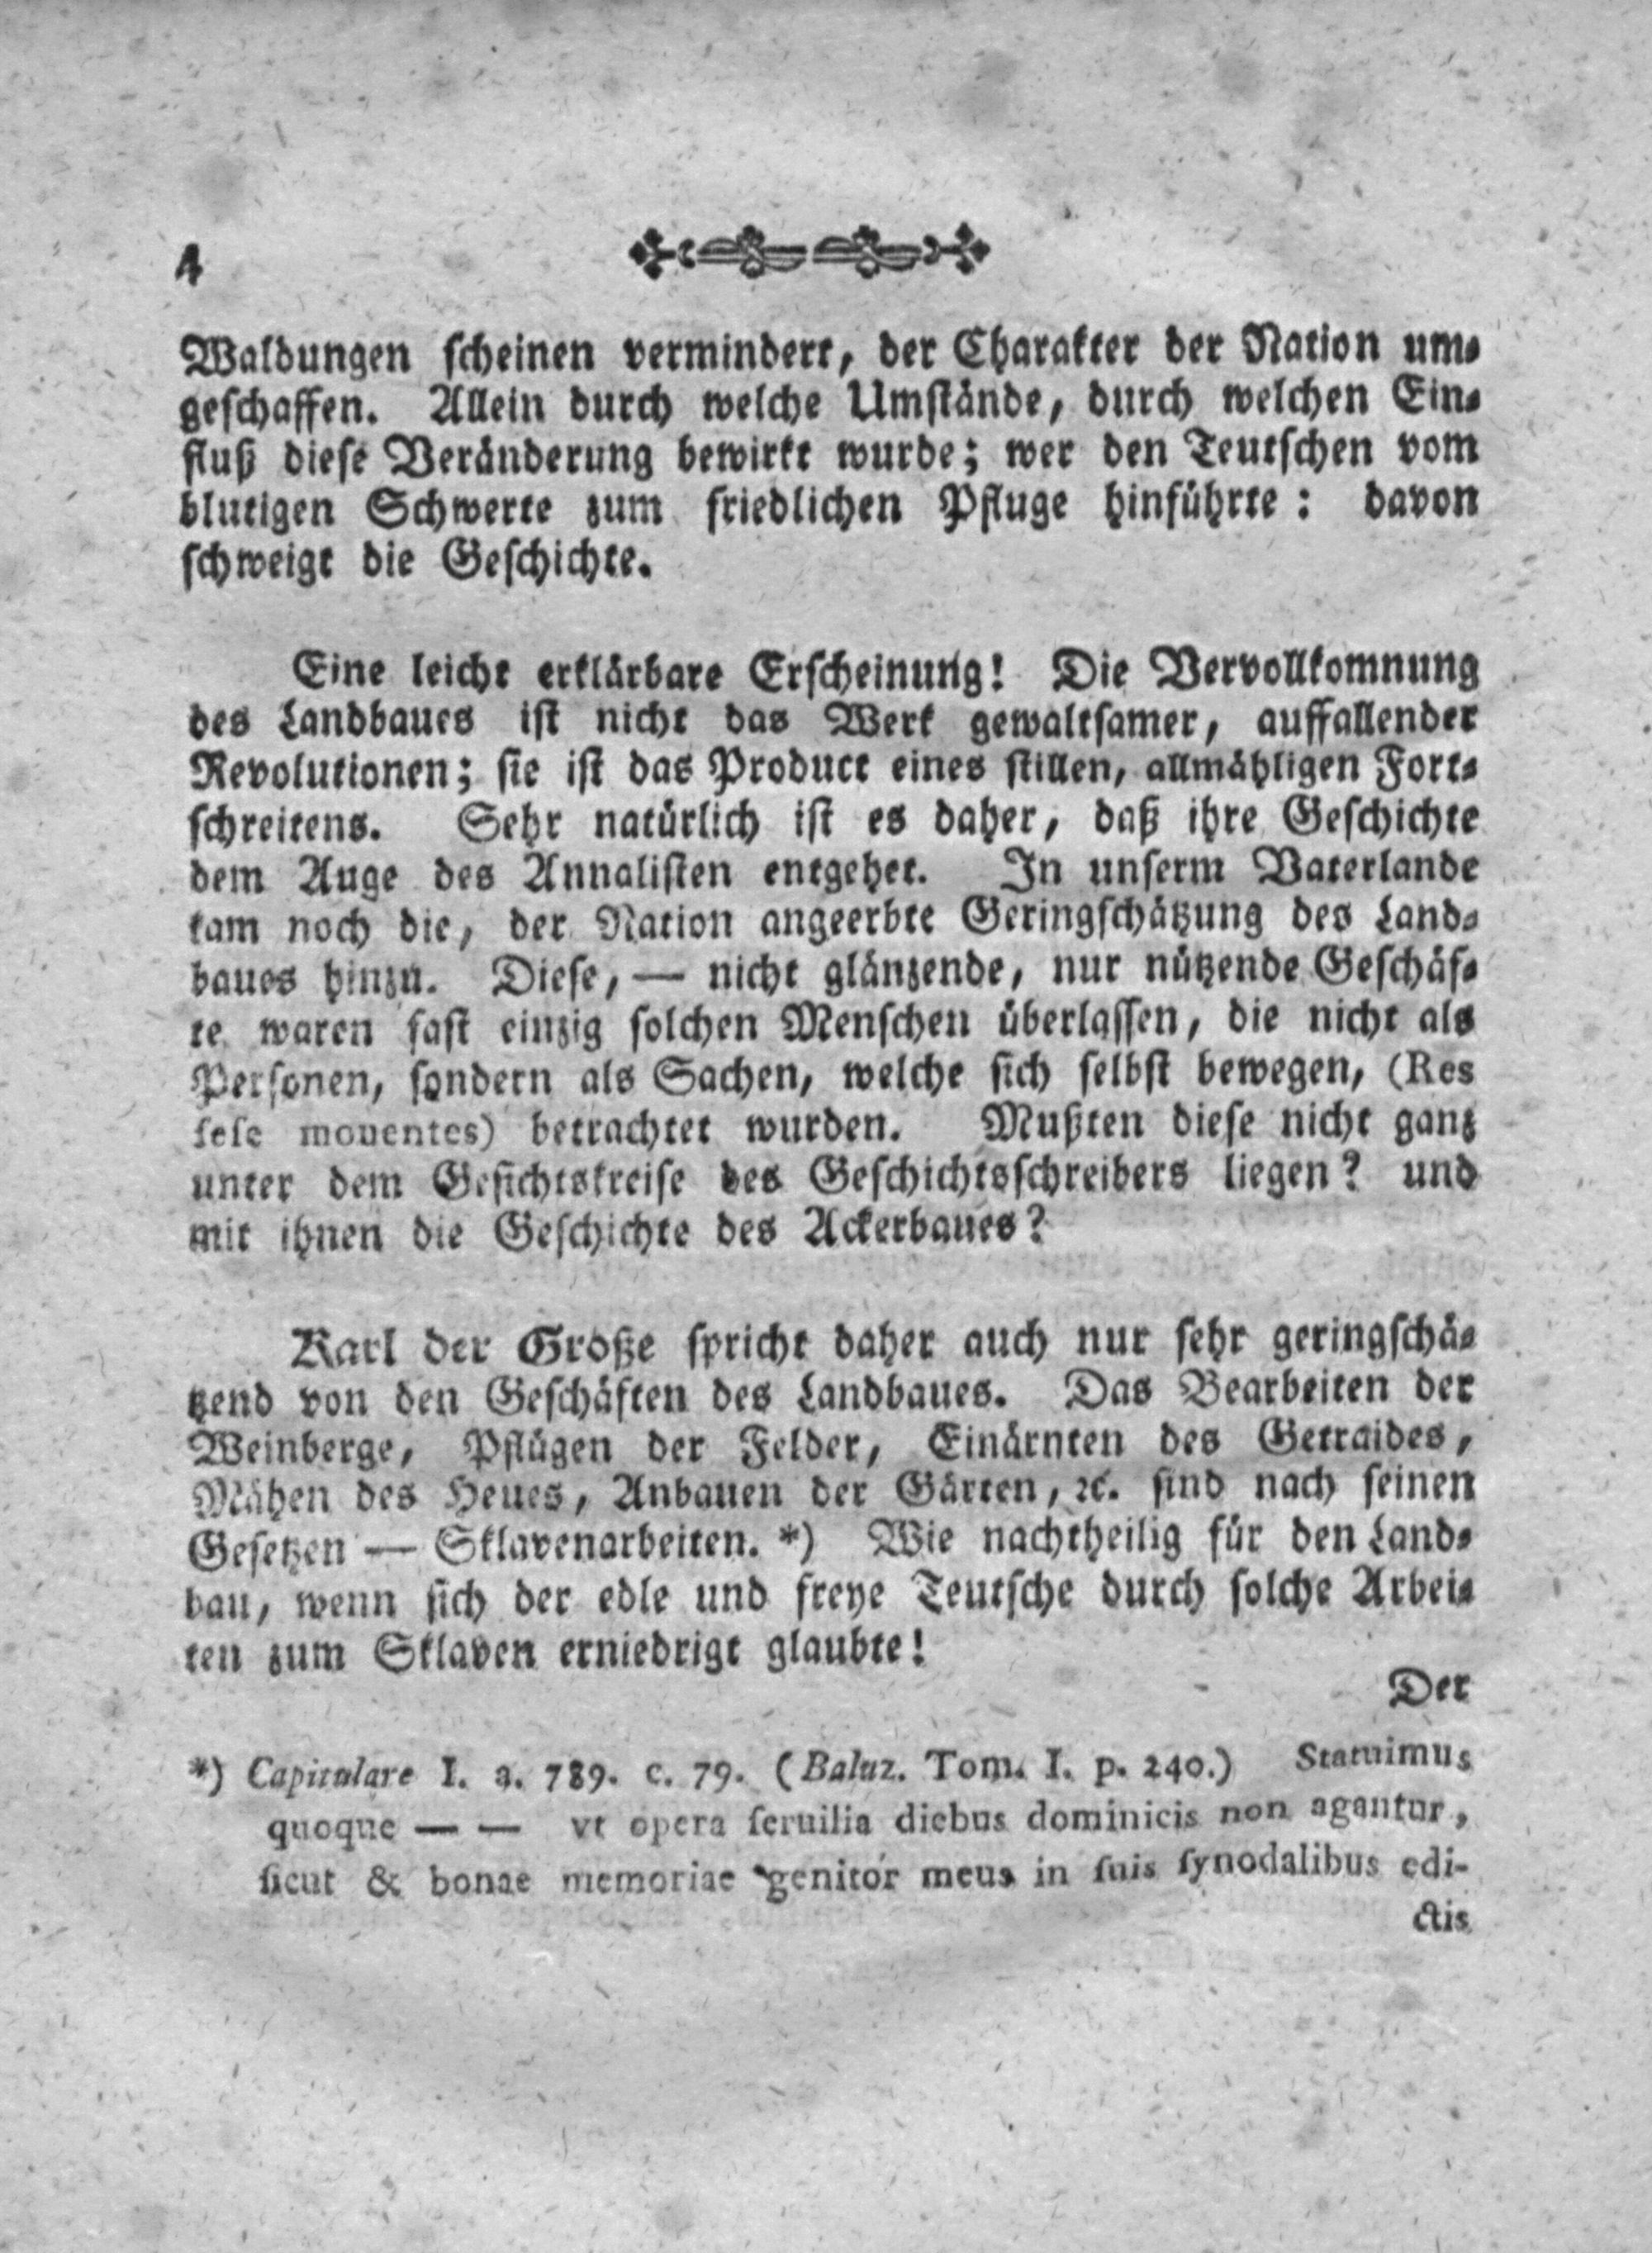 4
Waldungen scheinen vermindert, der Charakter der Nation um-
geschaffen. Allein durch welche Umstände, durch welchen Ein-
fluß diese Veränderung bewirkt wurde; wer den Teutschen vom
blutigen Schwerte zum friedlichen Pfluge hinführte: davon
schweigt die Geschichte.
Eine leicht erklärbare Erscheinung! Die Vervollkomnung
des Landbaues ist nicht das Werk gewaltsamer, auffallender
Revolutionen; sie ist das Product eines stillen, allmähligen Fort-
schreitens. Sehr natürlich ist es daher, daß ihre Geschichte
dem Auge des Annalisten entgehet. In unserm Vaterlande
kam noch die, der Nation angeerbte Geringschätzung des Land-
baues hinzu. Diese, — nicht glänzende, nur nützende Geschäf-
te waren fast einzig solchen Menschen überlassen, die nicht als
Personen, sondern als Sachen, welche sich selbst bewegen, (Res
ſeſe mouentes) betrachtet wurden. Mußten diese nicht ganz
unter dem Gesichtskreise des Geschichtsschreibers liegen? und
mit ihnen die Geschichte des Ackerbaues?
Karl der Große spricht daher auch nur sehr geringschä-
tzend von den Geschäften des Landbaues. Das Bearbeiten der
Weinberge, Pflügen der Felder, Einärnten des Getraides,
Mähen des Heues, Anbauen der Gärten, ꝛc. sind nach seinen
Gesetzen — Sklavenarbeiten. *) Wie nachtheilig für den Land-
bau, wenn sich der edle und freye Teutsche durch solche Arbei-
ten zum Sklaven erniedrigt glaubte!
Der
*) Capitulare I. a. 789. c. 79. (Baluz. Tom. I. p. 240.) Statuimus
quoque — — vt opera ſeruilia diebus dominicis non agantur,
ſicut & bonae memoriae genitor meus in ſuis ſynodalibus edi-
ctis